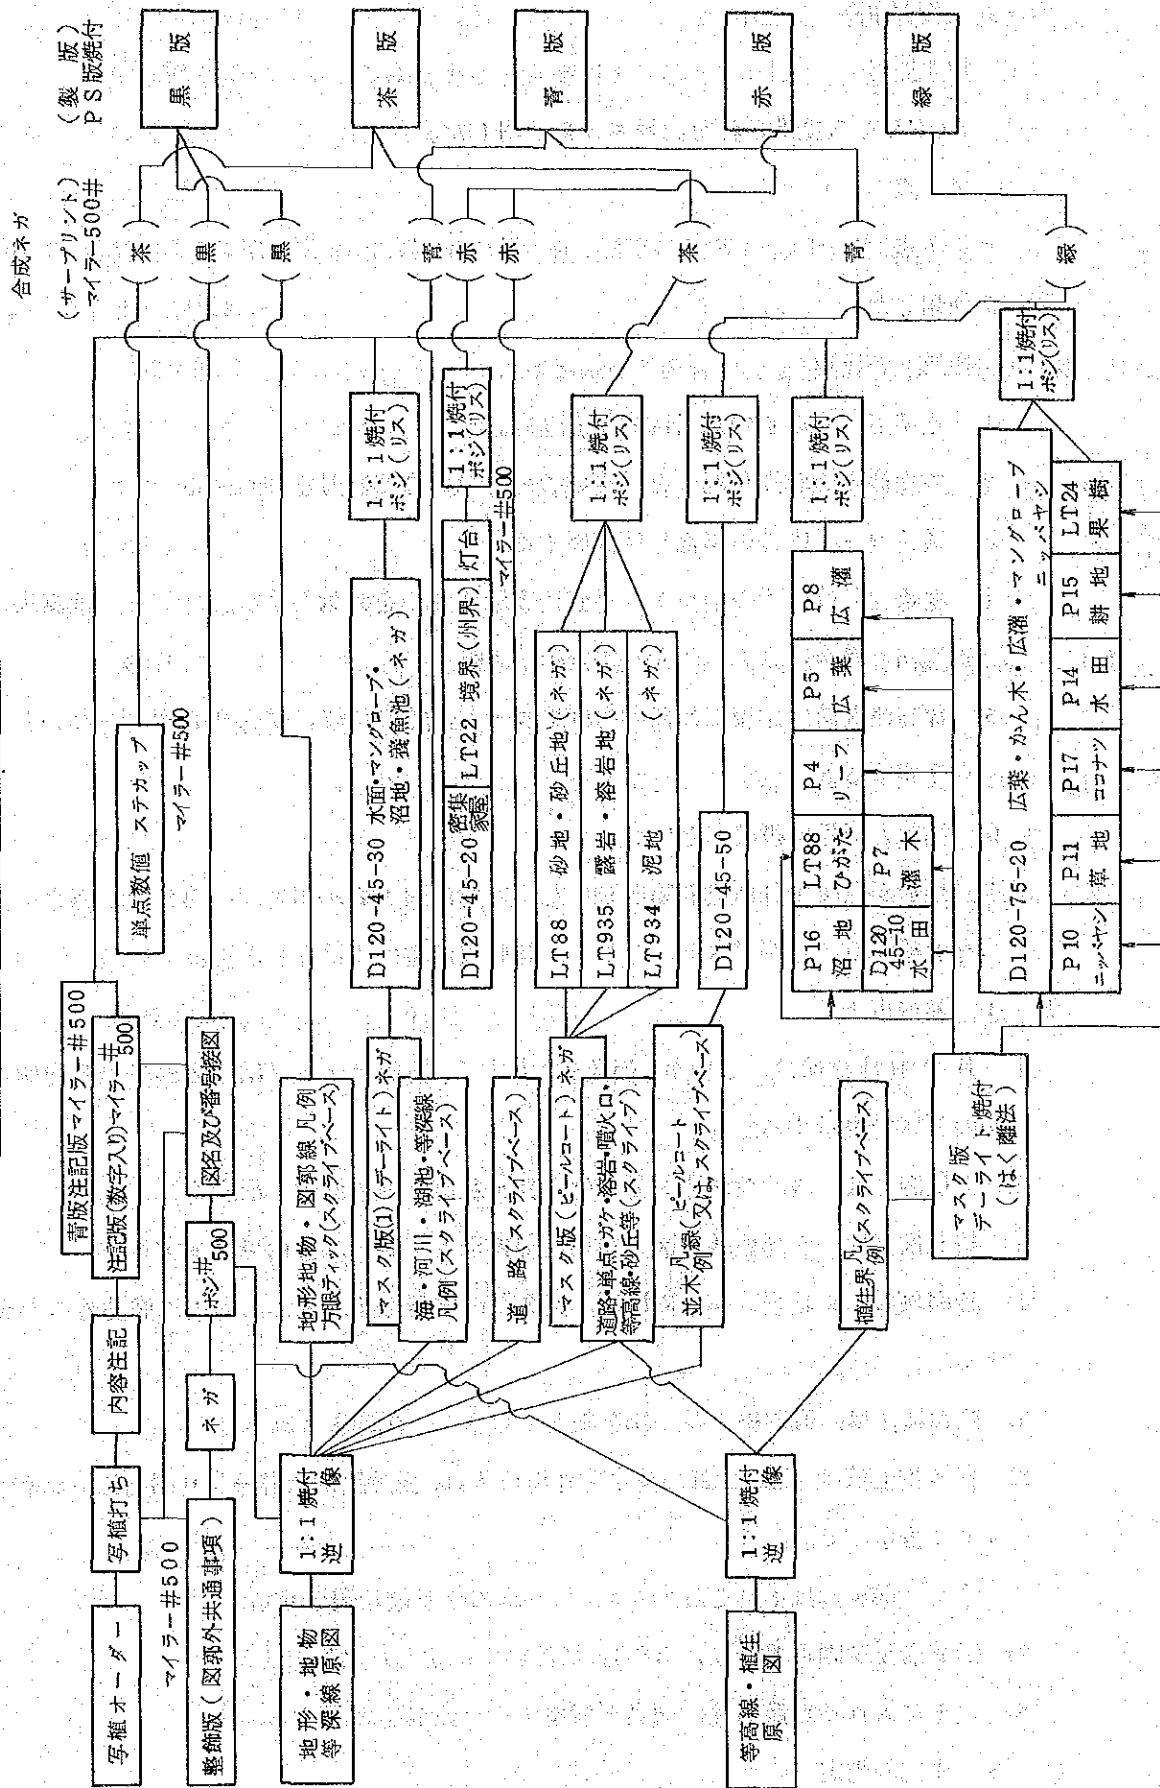 合成ネガ
（サープリント）
マイラー500#
（製　版）
PS版焼付
写植オーダー
写植打ち
内容注記
青版注記版マイラー#500
注記版(数字入り)マイラー#500
単点数値　ステカップ
マイラー#500
（茶）
黒　版
マイラー#500
整飾版（図郭外共通事項）
ネガ
ポジ#500
図名及び番号接図
マイラー#500
（黒）
地形・地物
等深線原図
1：1焼付
逆　像
地形地物・図郭線凡例
方眼ティック(スクライブベース)
（黒）
茶　版
マスク版(1)(デーライト)ネガ
海・河川・湖池・等深線
凡例(スクライブベース)
D120-45-30 水面・マングローブ・
沼地・養魚池(ネガ)
1：1焼付
ポジ(リス)
（青）
青　版
D120-45-20
密集
家屋
LT22 境界(州界)
灯台
1：1焼付
ポジ(リス)
（赤）
マイラー#500
道　路(スクライブベース)
（赤）
赤　版
マスク版(ピールコート)ネガ
道路・単点・ガケ・溶岩・噴火口・
等高線・砂丘等(スクライブ)
LT88　砂地・砂丘地(ネガ)
LT935　露岩・溶岩地(ネガ)
LT934　泥地　(ネガ)
1：1焼付
ポジ(リス)
（茶）
並木凡例
緑(ピールコート
又は,スクライブベース)
D120-45-50
1：1焼付
ポジ(リス)
緑　版
等高線・植生
原　図
1：1焼付
逆　像
植生界凡
例(スクライブベース)
P16
沼　地
LT88
ひがた
P4
リーフ
P5
広　葉
P8
広　灌
D120
45-10
水　田
P7
灌　木
1：1焼付
ポジ(リス)
（青）
マスク版
デーライト焼付
(はく離法)
D120-75-20　広葉・かん木・広灌・マングローブ
ニッパヤシ
P10
ニッパヤシ
P11
草　地
P17
ココナツ
P14
水　田
P15
耕　地
LT24
果　樹
1：1焼付
ポジ(リス)
（緑）